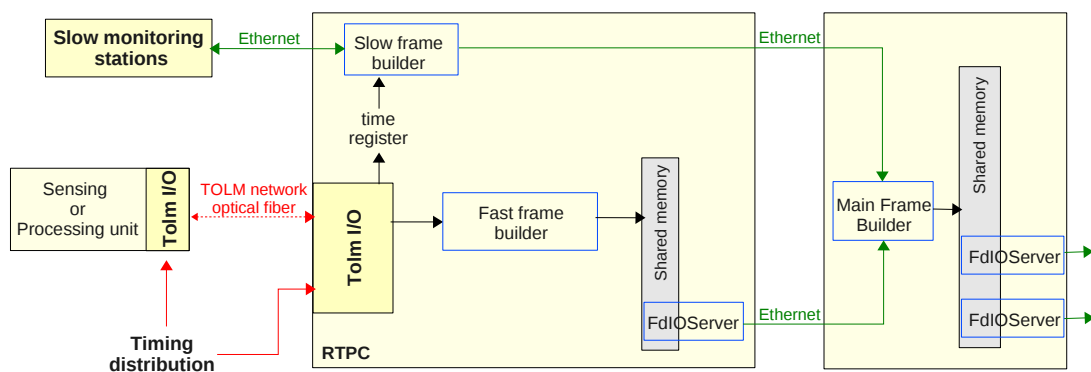 Slow monitoring
stations
Ethernet
Slow frame
builder
Ethernet
time
register
Sensing
or
Processing unit
Tolm I/O
TOLM network
optical fiber
Tolm I/O
Fast frame
builder
Shared memory
FdIOServer
Ethernet
RTPC
Timing
distribution
Main Frame
Builder
Shared memory
FdIOServer
FdIOServer